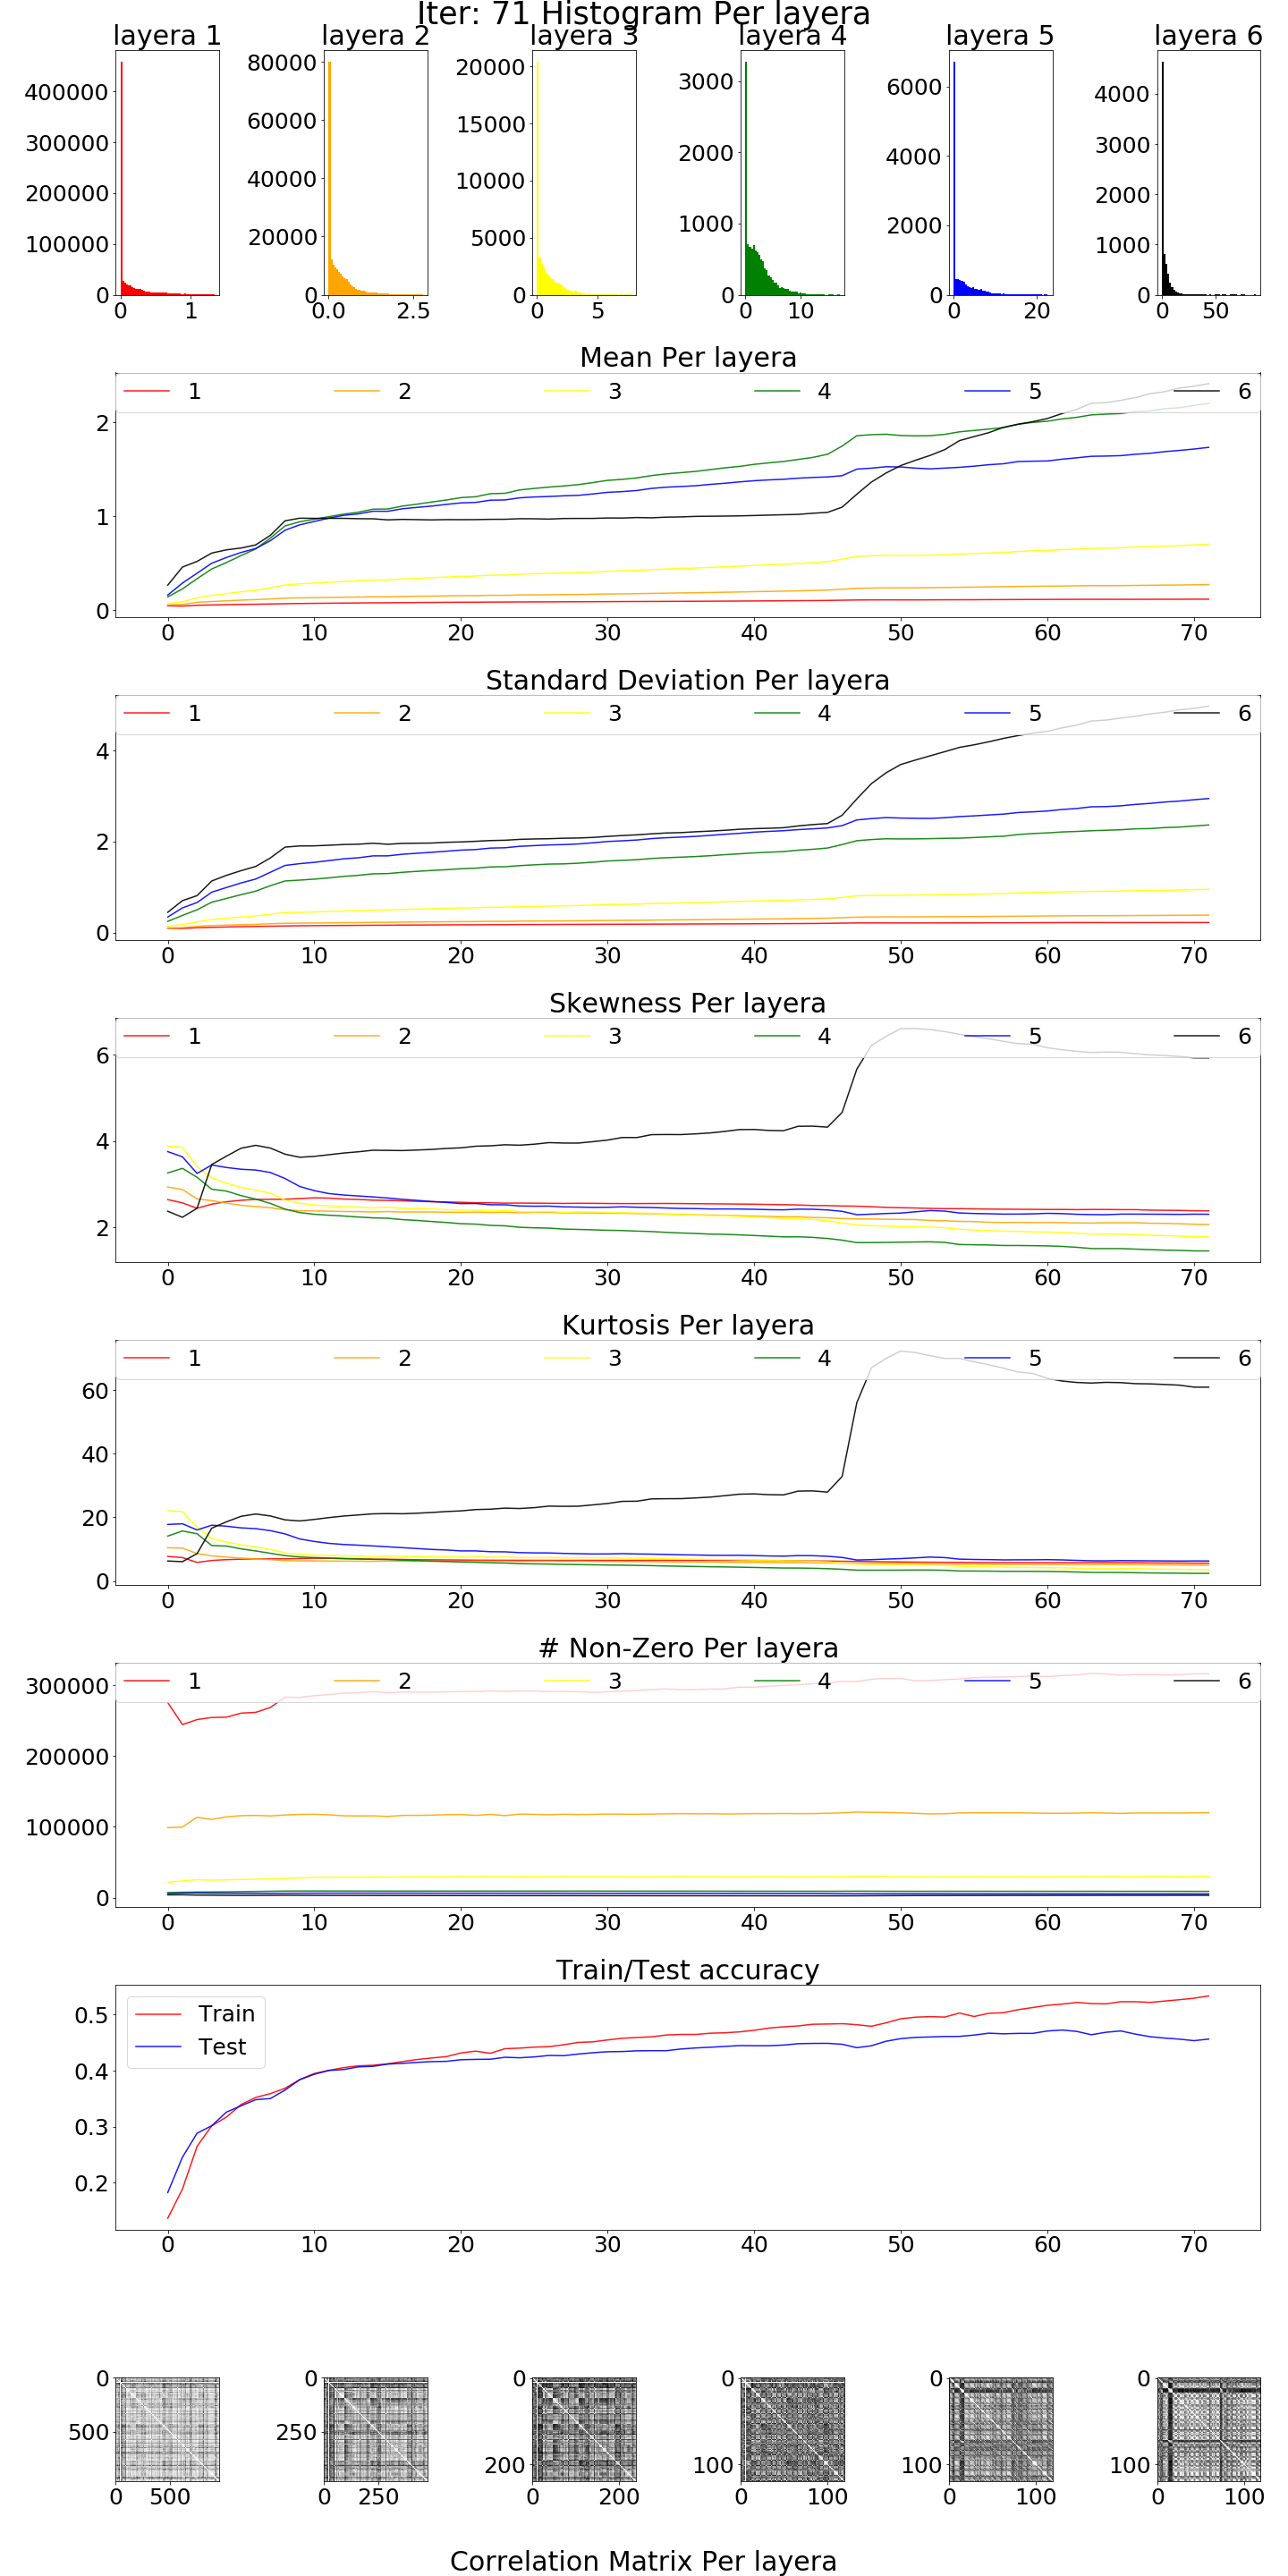 Iter: 71 Histogram Per layera
layera 1 layera 2 layera 3 layera 4 layera 5 layera 6
400000 300000 200000 100000 0 0 1
80000 60000 40000 20000 0 0.0 2.5
20000 15000 10000 5000 0 0 5
3000 2000 1000 0 0 10
6000 4000 2000 0 0 20
4000 3000 2000 1000 0 0 50
Mean Per layera
1 2 3 4 5 6
2
1
0
0 10 20 30 40 50 60 70
Standard Deviation Per layera
1 2 3 4 5 6
4
2
0
0 10 20 30 40 50 60 70
Skewness Per layera
1 2 3 4 5 6
6
4
2
0 10 20 30 40 50 60 70
Kurtosis Per layera
1 2 3 4 5 6
60
40
20
0
0 10 20 30 40 50 60 70
# Non-Zero Per layera
1 2 3 4 5 6
300000
200000
100000
0
0 10 20 30 40 50 60 70
Train/Test accuracy
Train
Test
0.5
0.4
0.3
0.2
0 10 20 30 40 50 60 70
0 500 0 500
0 250 0 250
0 200 0 200
0 100 0 100
0 100 0 100
0 100 0 100
Correlation Matrix Per layera